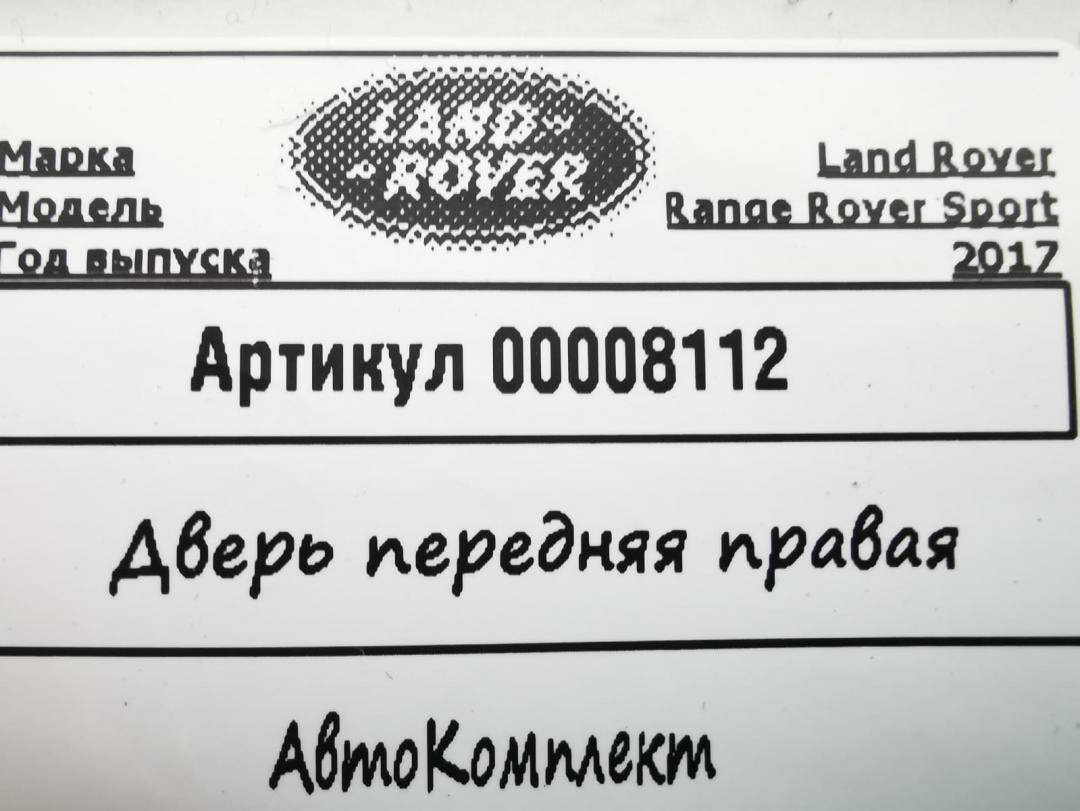 LAND-
-ROVER
Марка Land Rover
Модель Range Rover Sport
Год выпуска 2017
Артикул 00008112
Дверь передняя правая
АвтоКомплект